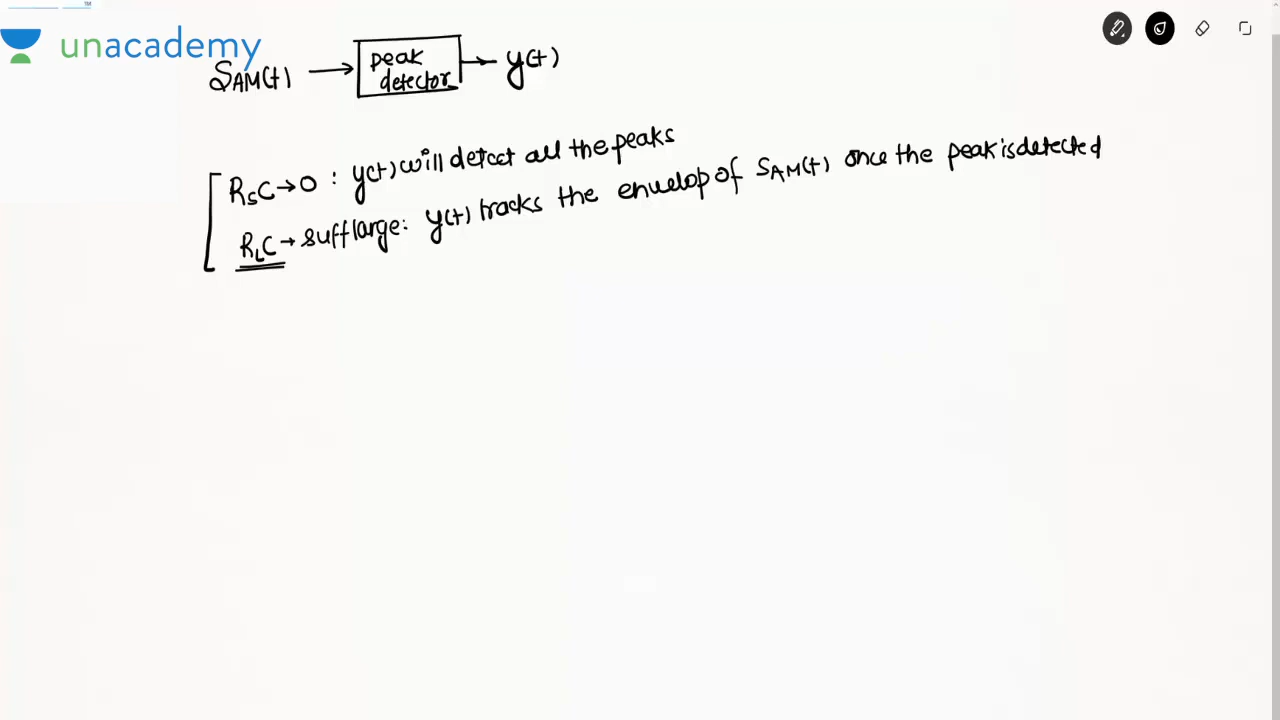 ™
unacademy
SAM(t) → peak detector → y(t)
RSC→0 : y(t) will detect all the peaks
RLC→ suff large: y(t) tracks the envelop of SAM(t) once the peak is detected